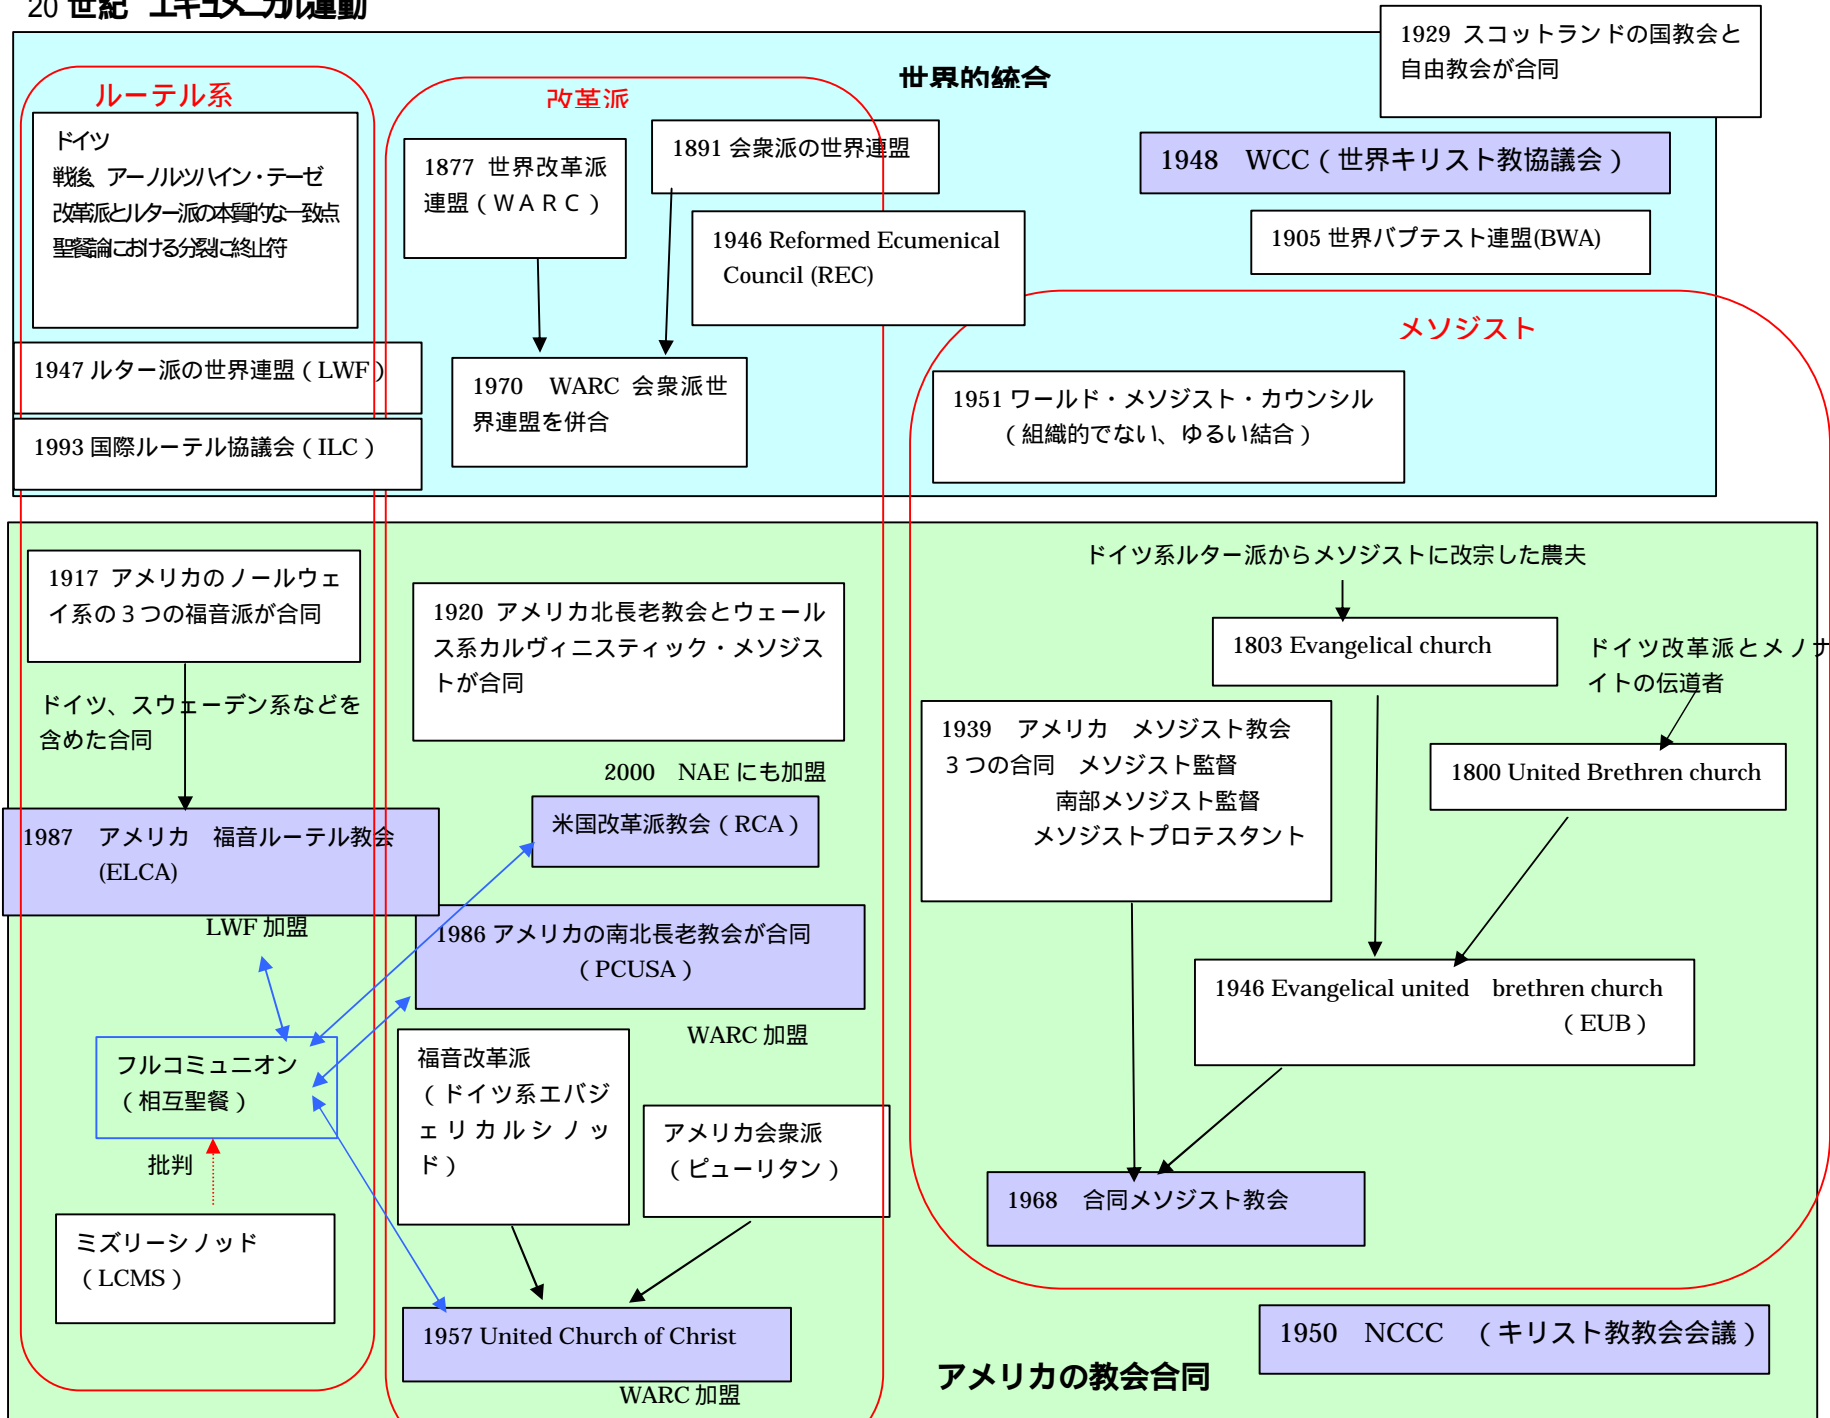 20 世紀 エキュメニカル運動
1929 スコットランドの国教会と
自由教会が合同
世界的統合
ルーテル系
改革派
ドイツ
戦後、アーノルツハイン・テーゼ
改革派とルター派の本質的な一致点
聖餐論における分裂に終止符
1877 世界改革派
連盟（ＷＡＲＣ）
1891 会衆派の世界連盟
1948　WCC（世界キリスト教協議会）
1946 Reformed Ecumenical
Council (REC)
1905 世界バプテスト連盟(BWA)
メソジスト
1947 ルター派の世界連盟（LWF）
1970　WARC 会衆派世
界連盟を併合
1951 ワールド・メソジスト・カウンシル
（組織的でない、ゆるい結合）
1993 国際ルーテル協議会（ILC）
1917 アメリカのノールウェ
イ系の３つの福音派が合同
ドイツ、スウェーデン系などを
含めた合同
1920 アメリカ北長老教会とウェール
ス系カルヴィニスティック・メソジス
トが合同
ドイツ系ルター派からメソジストに改宗した農夫
1803 Evangelical church
ドイツ改革派とメノナ
イトの伝道者
1939　アメリカ　メソジスト教会
３つの合同　メソジスト監督
南部メソジスト監督
メソジストプロテスタント
1800 United Brethren church
2000　NAE にも加盟
米国改革派教会（RCA）
1987　アメリカ　福音ルーテル教会
(ELCA)
LWF 加盟
1986 アメリカの南北長老教会が合同
（PCUSA）
WARC 加盟
1946 Evangelical united　brethren church
（EUB）
フルコミュニオン
（相互聖餐）
福音改革派
（ドイツ系エバジ
ェリカルシノッ
ド）
アメリカ会衆派
（ピューリタン）
批判
ミズリーシノッド
（LCMS）
1968　合同メソジスト教会
1957 United Church of Christ
WARC 加盟
1950　NCCC　（キリスト教教会会議）
アメリカの教会合同